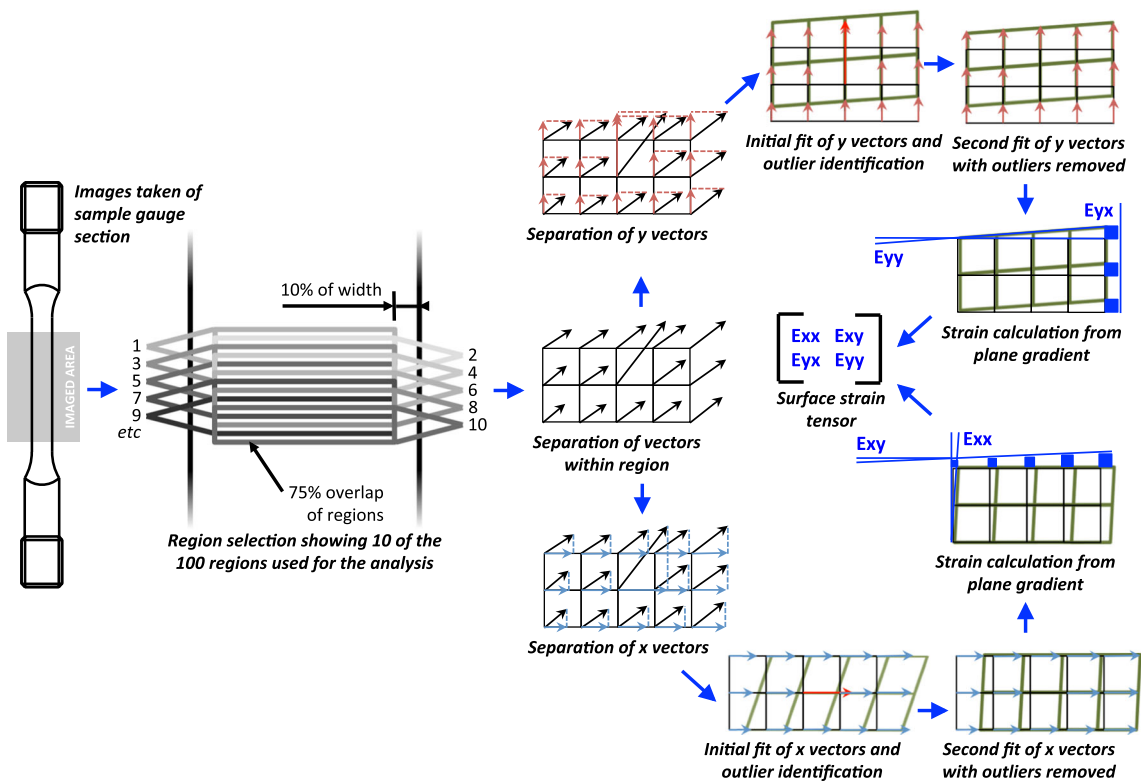 Images taken of
sample gauge
section
IMAGED AREA
10% of width
1
3
5
7
9
etc
2
4
6
8
10
75% overlap
of regions
Region selection showing 10 of the
100 regions used for the analysis
Separation of y vectors
Separation of vectors
within region
Separation of x vectors
Initial fit of y vectors and
outlier identification
Second fit of y vectors
with outliers removed
Eyx
Eyy
Strain calculation from
plane gradient
Exx Exy
Eyx Eyy
Surface strain
tensor
Exy
Exx
Strain calculation from
plane gradient
Initial fit of x vectors and
outlier identification
Second fit of x vectors
with outliers removed